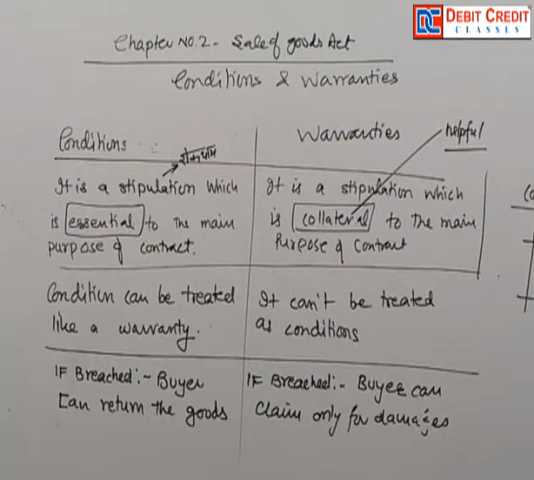 DEBIT CREDIT
CLASSES
Chapter NO.2 - Sale of goods Act
Conditions & Warranties
Conditions
Warranties
helpful
It is a stipulation which
is essential to the main
purpose of contract.
It is a stipulation which
is collateral to the main
Purpose of Contract
Condition can be treated
like a warranty.
It can't be treated
as conditions
IF Breached:- Buyer
Can return the goods
IF Breached:- Buyer can
Claim only for damages